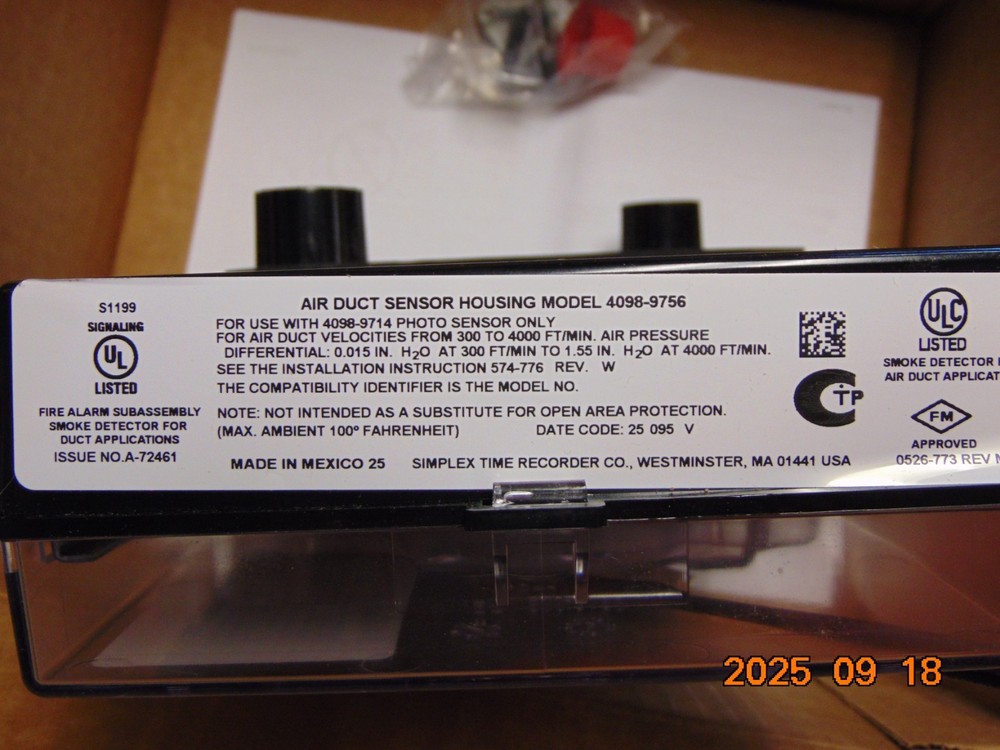 S1199
SIGNALING
UL
LISTED
FIRE ALARM SUBASSEMBLY
SMOKE DETECTOR FOR
DUCT APPLICATIONS
ISSUE NO.A-72461
AIR DUCT SENSOR HOUSING MODEL 4098-9756
FOR USE WITH 4098-9714 PHOTO SENSOR ONLY
FOR AIR DUCT VELOCITIES FROM 300 TO 4000 FT/MIN. AIR PRESSURE
DIFFERENTIAL: 0.015 IN. H2O AT 300 FT/MIN TO 1.55 IN. H2O AT 4000 FT/MIN.
SEE THE INSTALLATION INSTRUCTION 574-776 REV. W
THE COMPATIBILITY IDENTIFIER IS THE MODEL NO.
NOTE: NOT INTENDED AS A SUBSTITUTE FOR OPEN AREA PROTECTION.
(MAX. AMBIENT 100° FAHRENHEIT) DATE CODE: 25 095 V
MADE IN MEXICO 25 SIMPLEX TIME RECORDER CO., WESTMINSTER, MA 01441 USA
CTP
ULC
LISTED
SMOKE DETECTOR
AIR DUCT APPLICAT
FM
APPROVED
0526-773 REV
2025 09 18